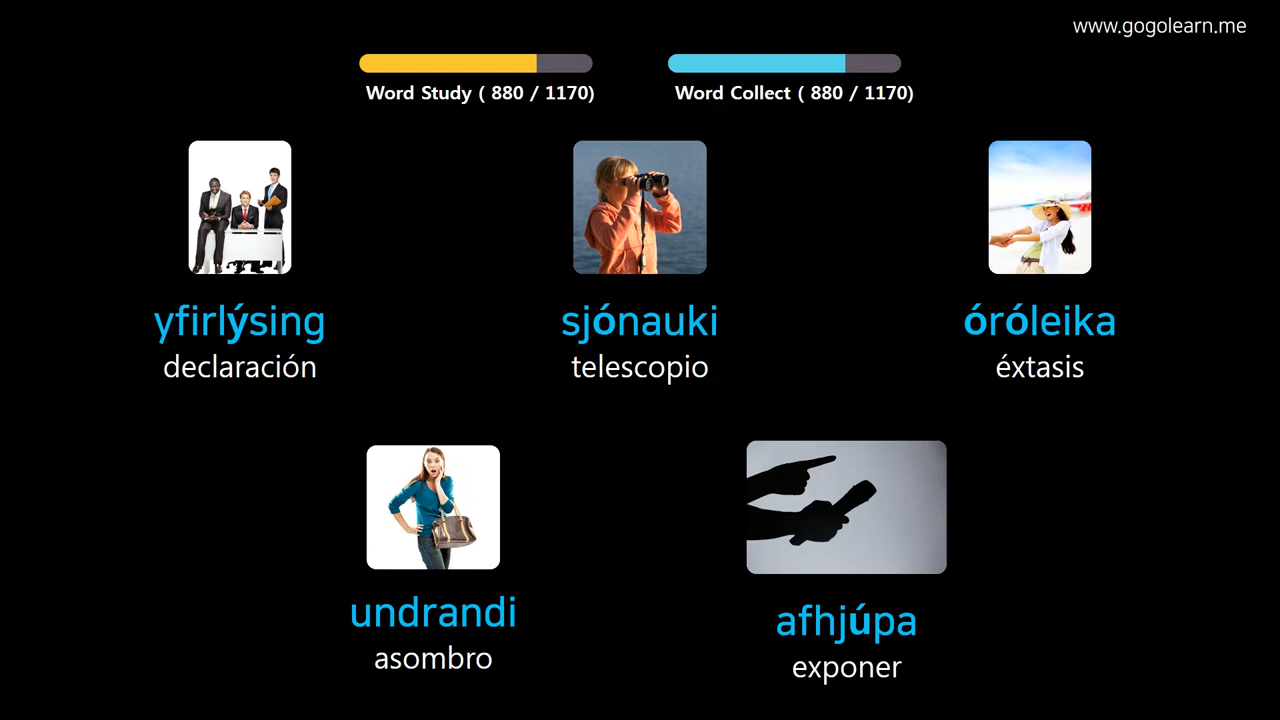 www.gogolearn.me
Word Study ( 880 / 1170)
Word Collect ( 880 / 1170)
yfirlýsing
declaración
sjónauki
telescopio
óróleika
éxtasis
undrandi
asombro
afhjúpa
exponer